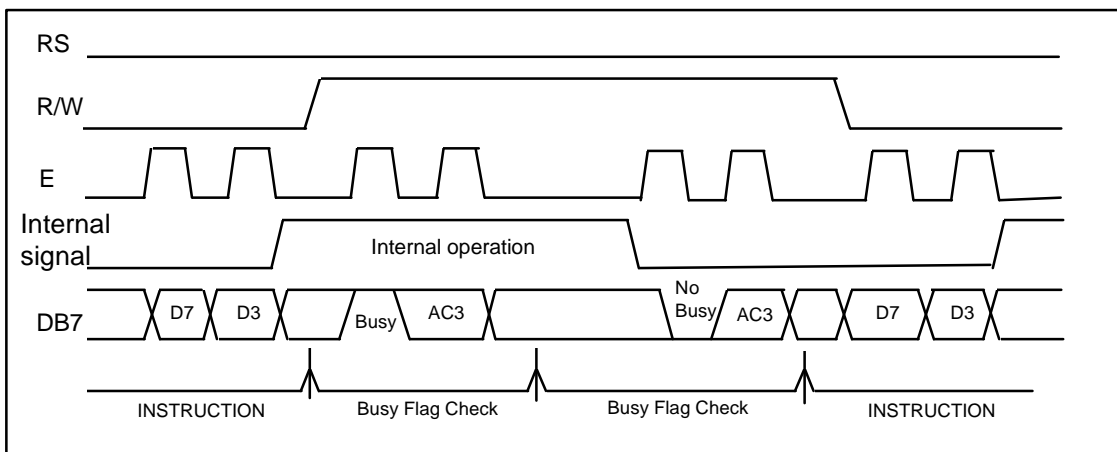 RS
R/W
E
Internal
signal
Internal operation
DB7
D7
D3
Busy
AC3
No
Busy
AC3
D7
D3
INSTRUCTION
Busy Flag Check
Busy Flag Check
INSTRUCTION